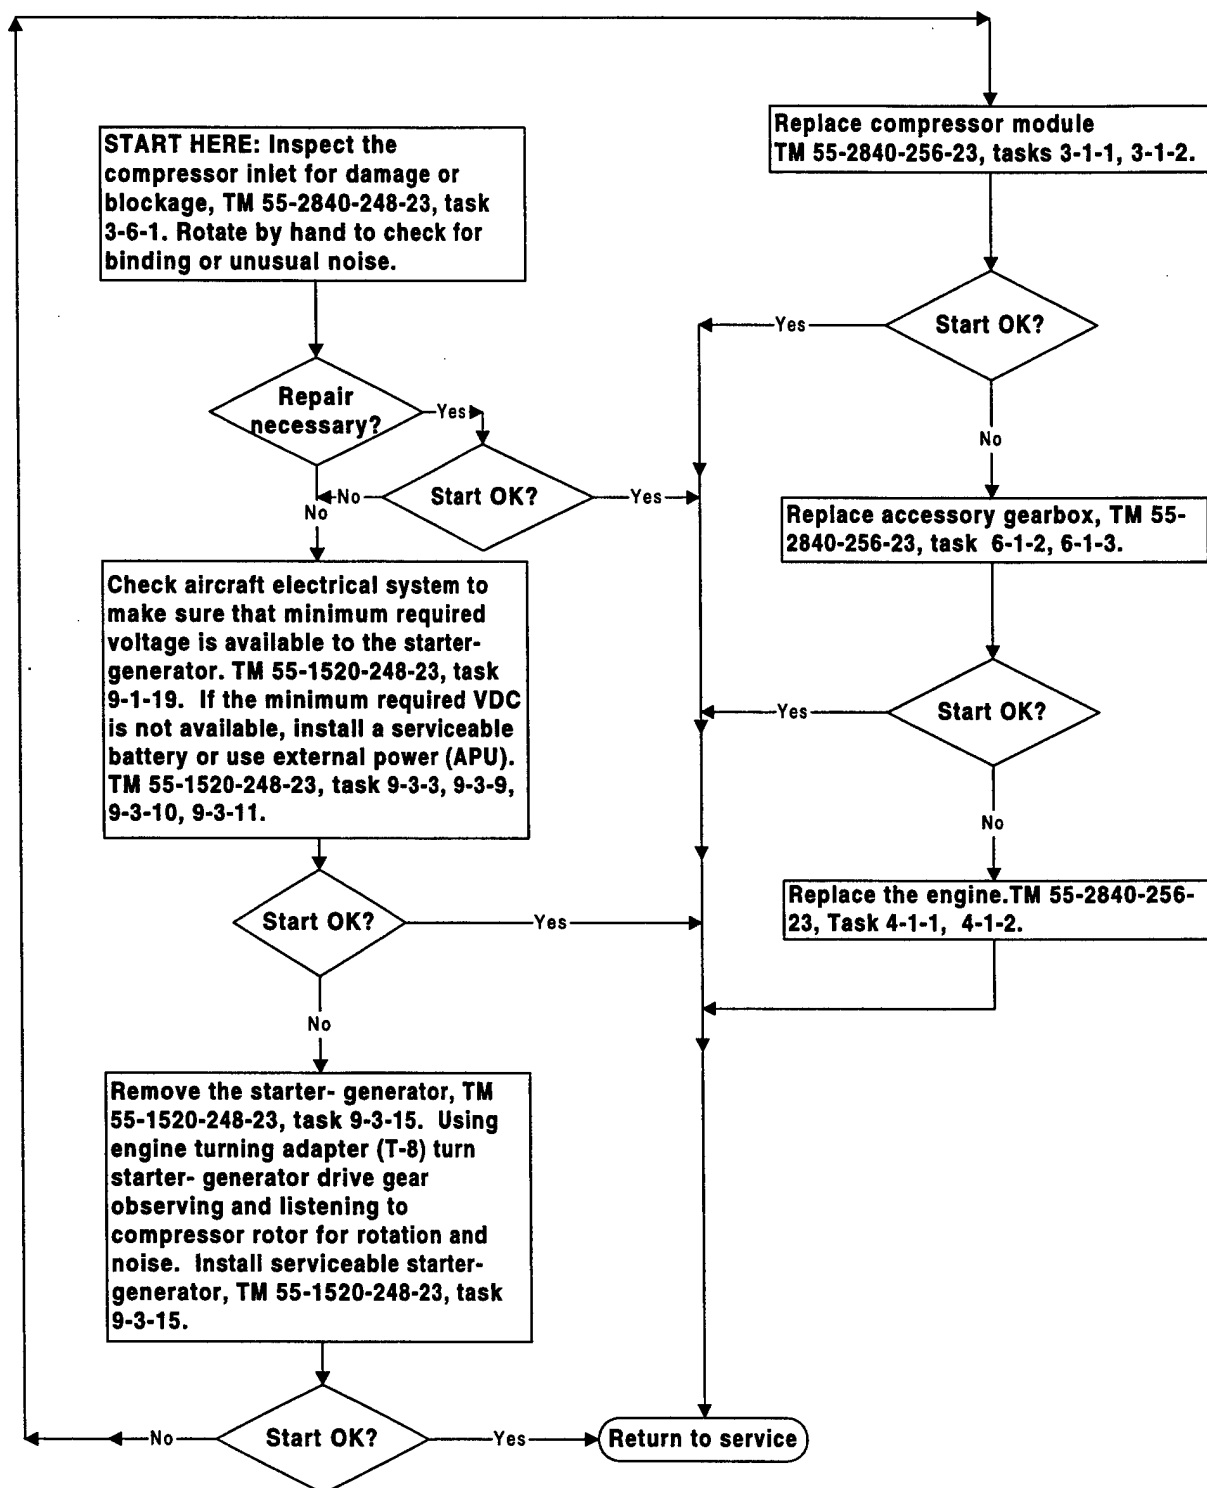 START HERE: Inspect the
compressor inlet for damage or
blockage, TM 55-2840-248-23, task
3-6-1. Rotate by hand to check for
binding or unusual noise.
Repair
necessary?
Yes
Start OK?
No
Yes
No
Check aircraft electrical system to
make sure that minimum required
voltage is available to the starter-
generator. TM 55-1520-248-23, task
9-1-19. If the minimum required VDC
is not available, install a serviceable
battery or use external power (APU).
TM 55-1520-248-23, task 9-3-3, 9-3-9,
9-3-10, 9-3-11.
Start OK?
Yes
No
Remove the starter- generator, TM
55-1520-248-23, task 9-3-15. Using
engine turning adapter (T-8) turn
starter- generator drive gear
observing and listening to
compressor rotor for rotation and
noise. Install serviceable starter-
generator, TM 55-1520-248-23, task
9-3-15.
Start OK?
No
Yes
Return to service
Replace compressor module
TM 55-2840-256-23, tasks 3-1-1, 3-1-2.
Start OK?
Yes
No
Replace accessory gearbox, TM 55-
2840-256-23, task 6-1-2, 6-1-3.
Start OK?
Yes
No
Replace the engine.TM 55-2840-256-
23, Task 4-1-1, 4-1-2.